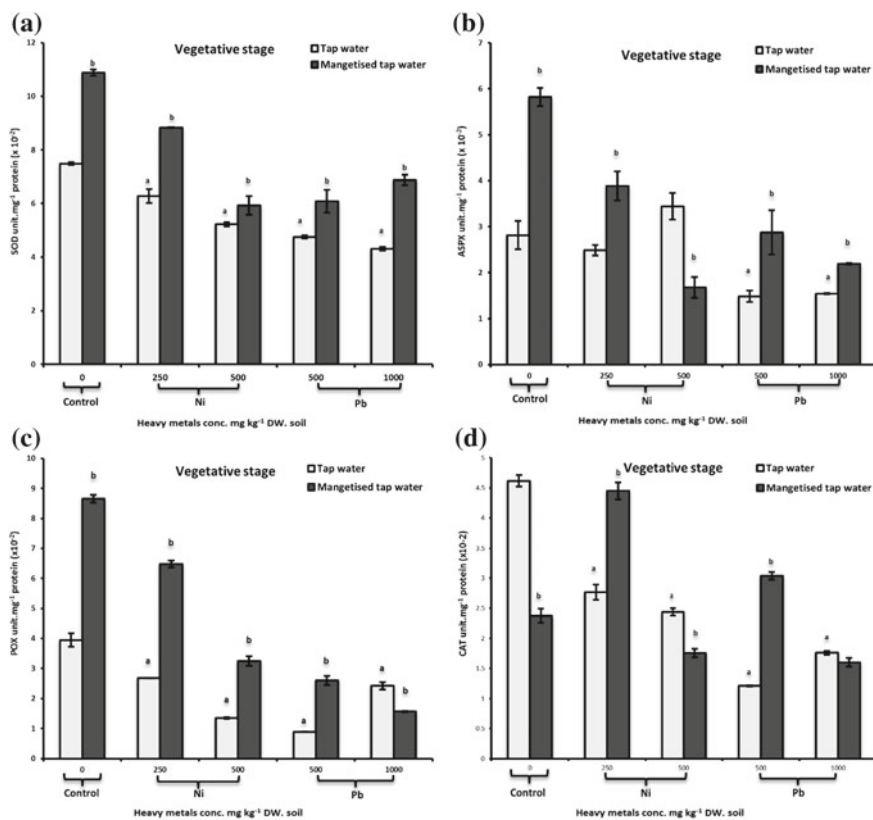 (a)
Vegetative stage
Tap water
Mangetised tap water
SOD unit.mg⁻¹ protein (x 10⁻²)
12
10
8
6
4
2
0
b
b
a
b
a
b
a
b
a
0 250 500 500 1000
Control Ni Pb
Heavy metals conc. mg kg⁻¹ DW. soil
(b)
Vegetative stage
Tap water
Mangetised tap water
ASPX unit.mg⁻¹ protein (x 10⁻²)
7
6
5
4
3
2
1
0
b
b
b
b
a
b
a
0 250 500 500 1000
Control Ni Pb
Heavy metals conc. mg kg⁻¹ DW. soil
(c)
Vegetative stage
Tap water
Mangetised tap water
POX unit.mg⁻¹ protein (x10⁻²)
10
9
8
7
6
5
4
3
2
1
0
b
b
a
b
a
b
a
a
b
0 250 500 500 1000
Control Ni Pb
Heavy metals conc. mg kg⁻¹ DW. soil
(d)
Vegetative stage
Tap water
Mangetised tap water
CAT unit.mg⁻¹ protein (x10-2)
5
4.5
4
3.5
3
2.5
2
1.5
1
0.5
0
b
a
b
a
b
a
b
a
0 250 500 500 1000
Control Ni Pb
Heavy metals conc. mg kg⁻¹ DW. soil